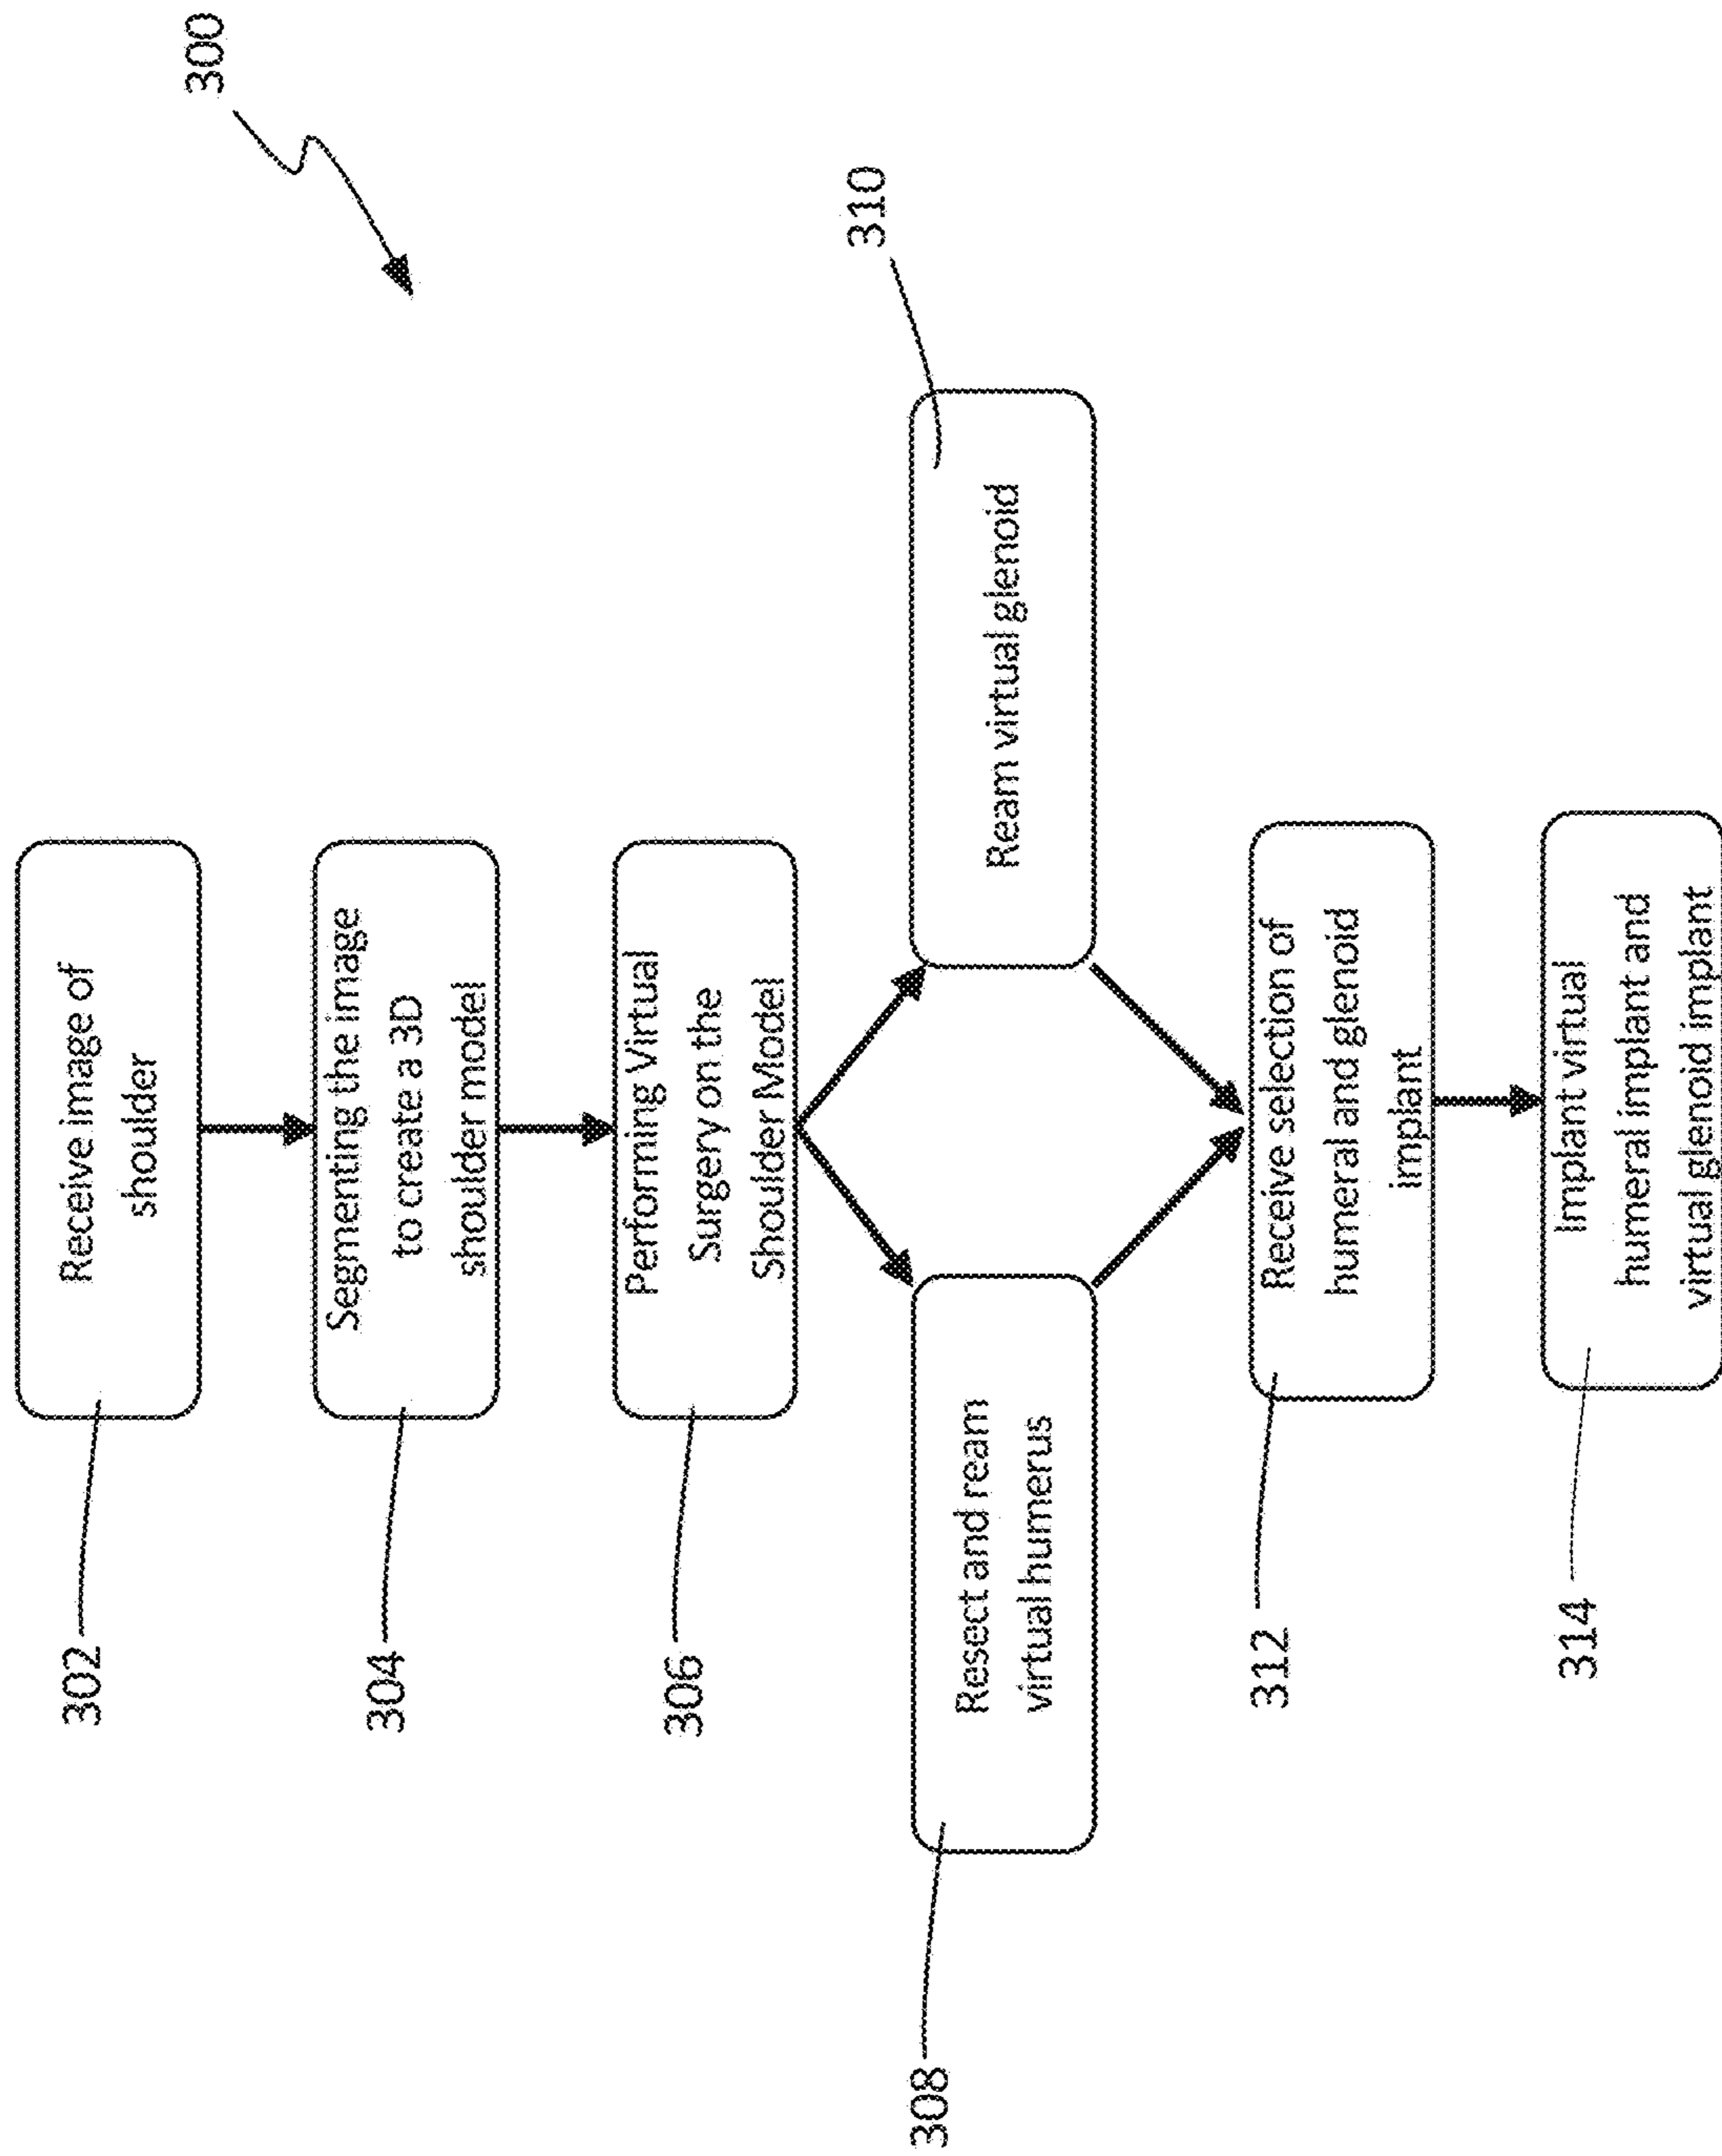 300
302
Receive image of
shoulder
304
Segmenting the image
to create a 3D
shoulder model
306
Performing Virtual
Surgery on the
Shoulder Model
308
Resect and ream
virtual humerus
310
Ream virtual glenoid
312
Receive selection of
humeral and glenoid
implant
314
Implant virtual
humeral implant and
virtual glenoid implant